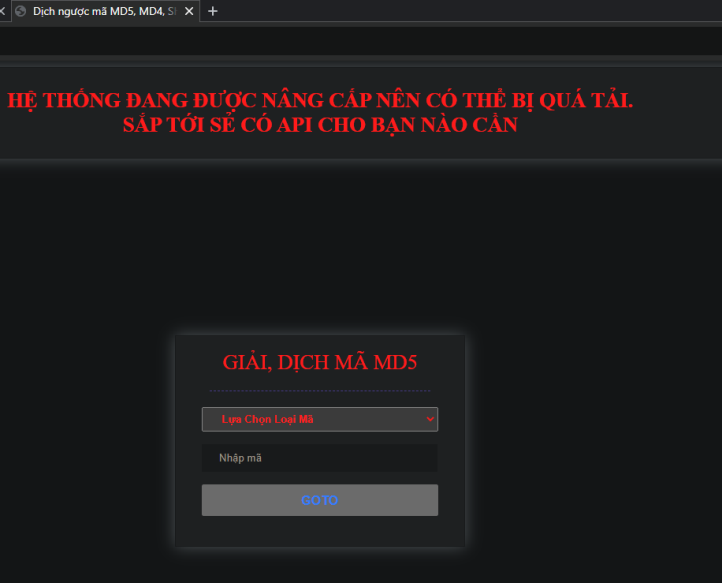 Dịch ngược mã MD5, MD4,
HỆ THỐNG ĐANG ĐƯỢC NÂNG CẤP NÊN CÓ THỂ BỊ QUÁ TẢI.
SẮP TỚI SẼ CÓ API CHO BẠN NÀO CẦN
GIẢI, DỊCH MÃ MD5
Lựa Chọn Loại Mã
Nhập mã
GOTO